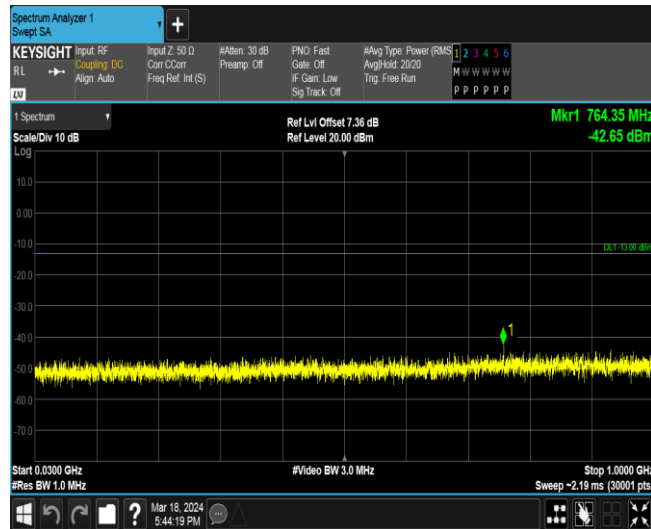 Spectrum Analyzer 1
Swept SA
+
KEYSIGHT
RL
LXI
Input: RF
Coupling: DC
Align: Auto
Input Z: 50 Ω
Corr CCorr
Freq Ref: Int (S)
#Atten: 30 dB
Preamp: Off
PNO: Fast
Gate: Off
IF Gain: Low
Sig Track: Off
#Avg Type: Power (RMS
Avg|Hold: 20/20
Trig: Free Run
1 2 3 4 5 6
M W W W W W
P P P P P P
1 Spectrum
Scale/Div 10 dB
Log
Ref Lvl Offset 7.36 dB
Ref Level 20.00 dBm
Mkr1 764.35 MHz
-42.65 dBm
10.0
0.00
-10.0
DL1 -13.00 dBm
-20.0
-30.0
-40.0
1
-50.0
-60.0
-70.0
Start 0.0300 GHz
#Video BW 3.0 MHz
Stop 1.0000 GHz
#Res BW 1.0 MHz
Sweep ~2.19 ms (30001 pts
?
Mar 18, 2024
5:44:19 PM